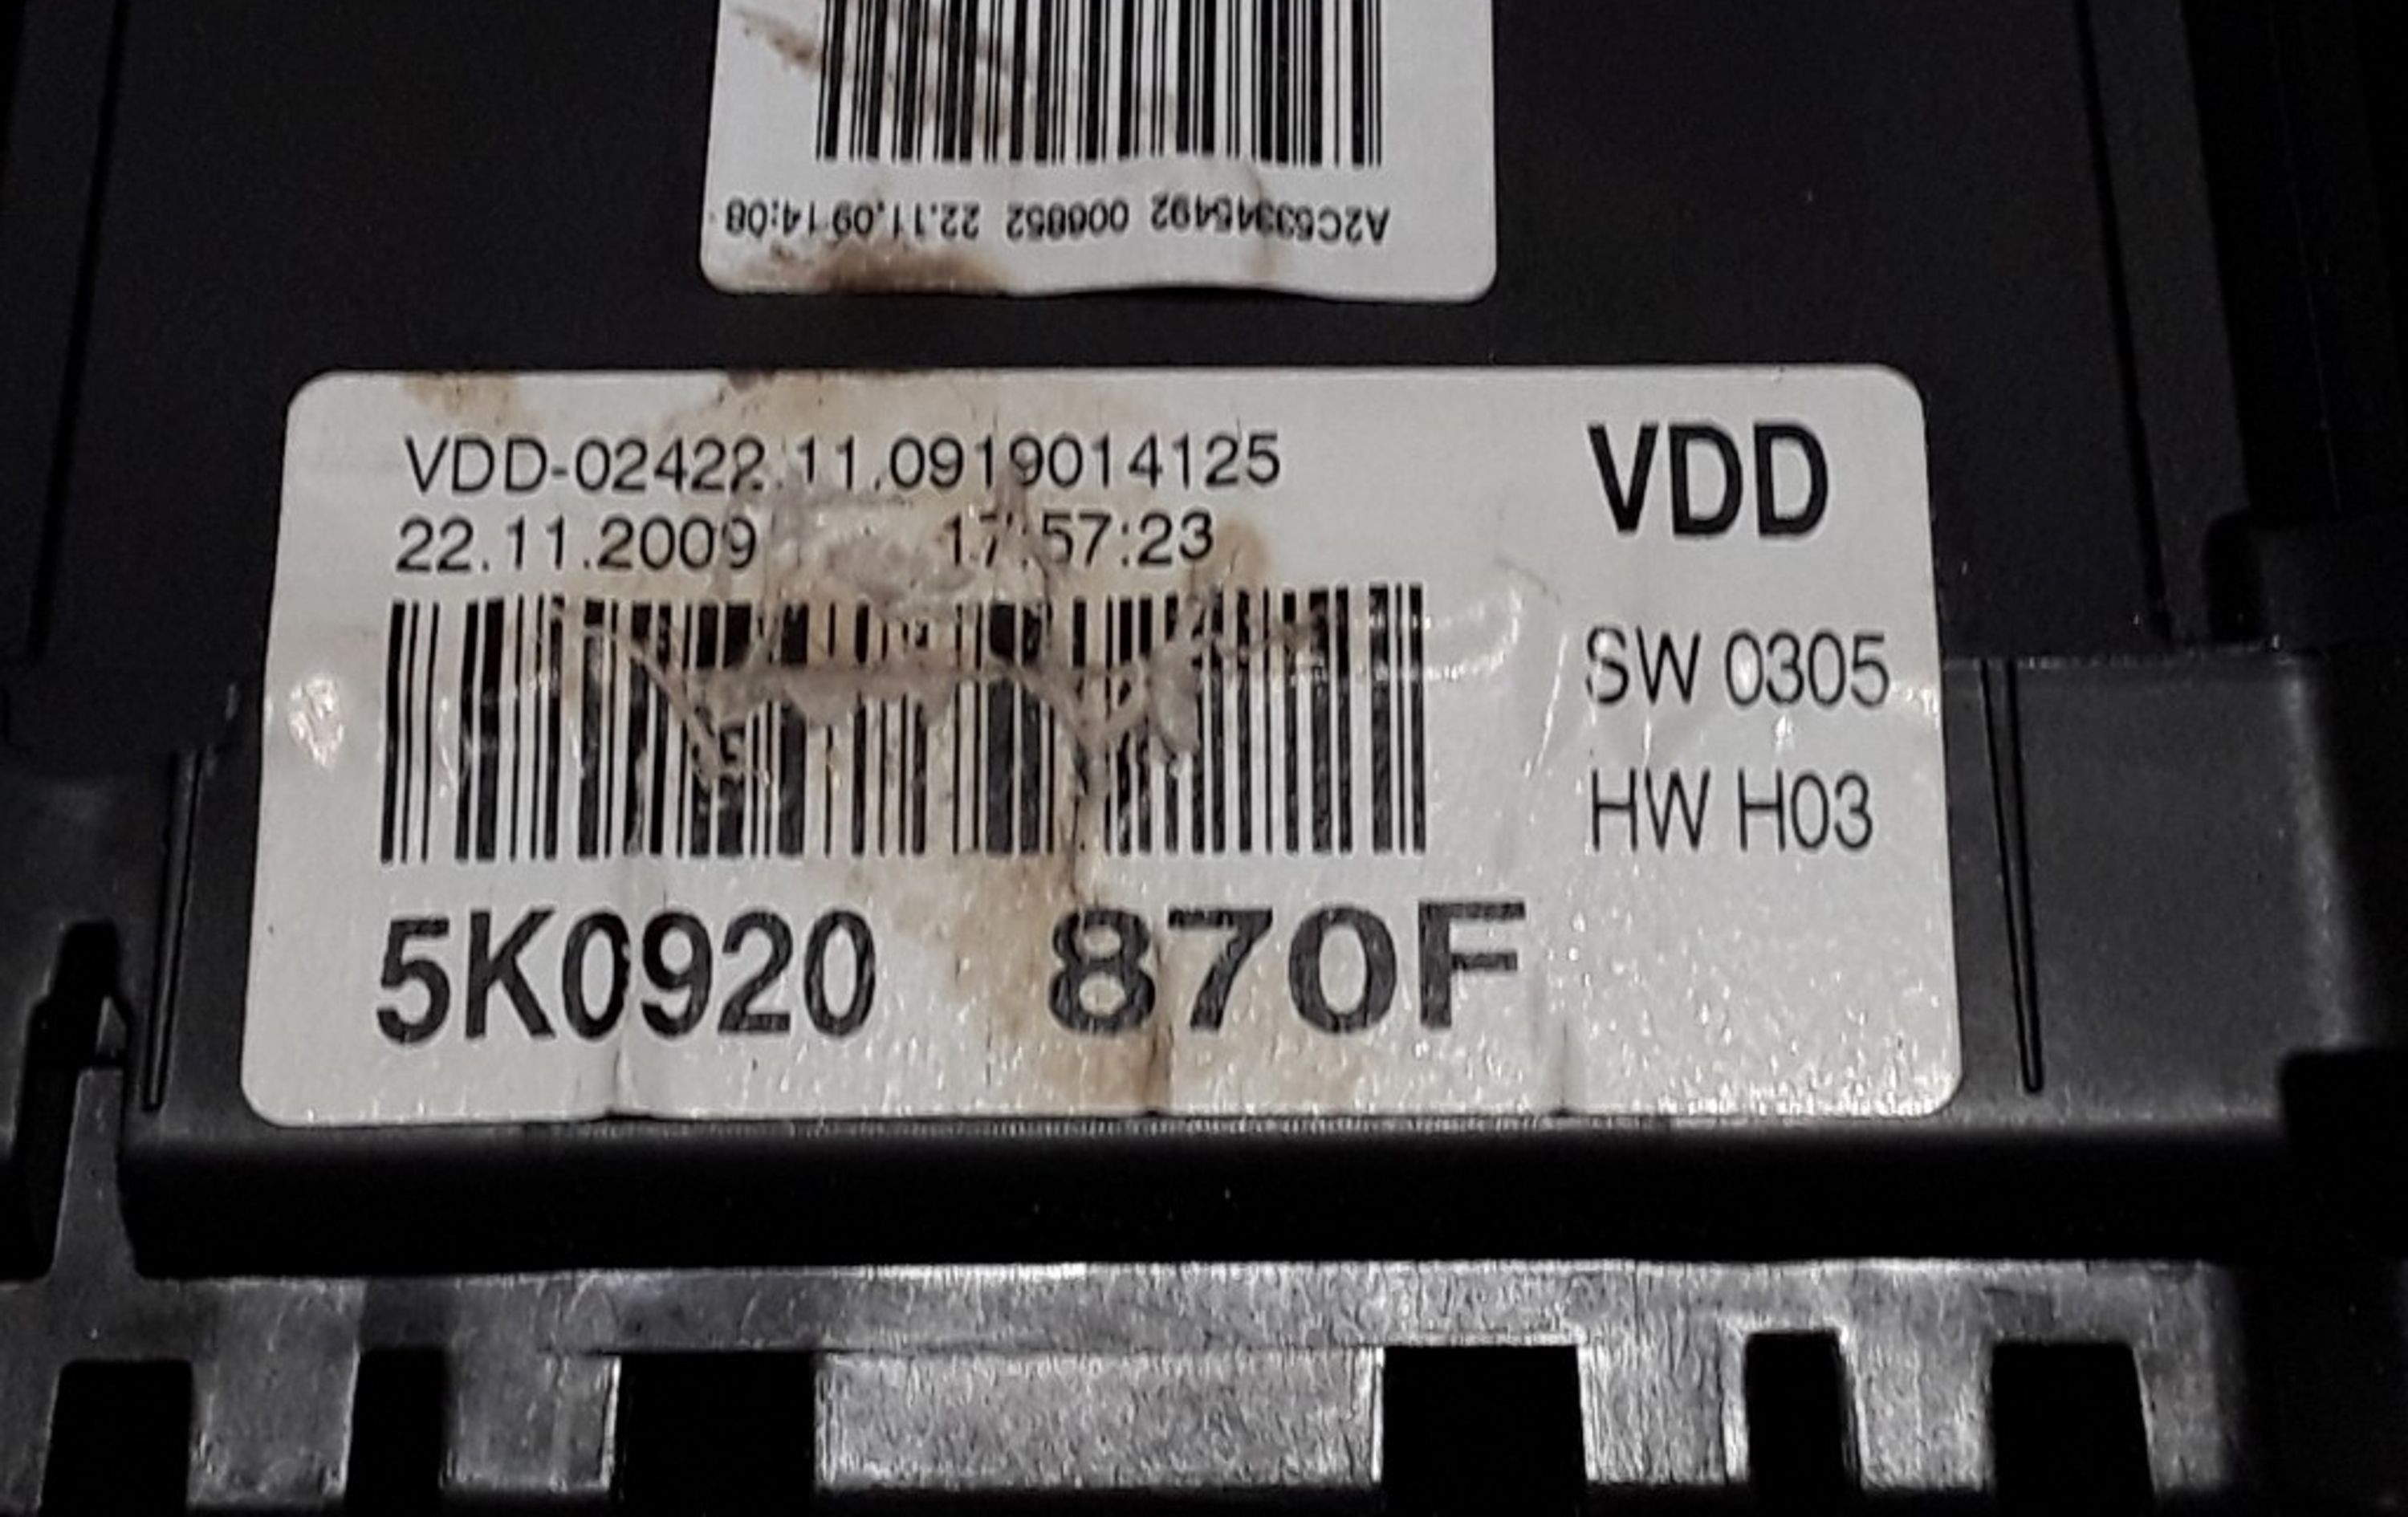 A2C53345492 006852 22.11.09 14:08
VDD-02422.11.0919014125
22.11.2009 17:57:23
VDD
SW 0305
HW H03
5K0920 870F